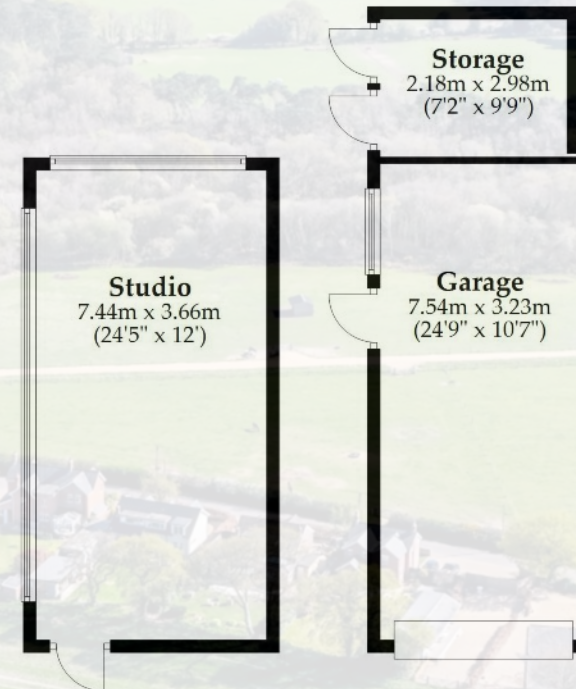 Storage
2.18m x 2.98m
(7'2" x 9'9")
Studio
7.44m x 3.66m
(24'5" x 12')
Garage
7.54m x 3.23m
(24'9" x 10'7")